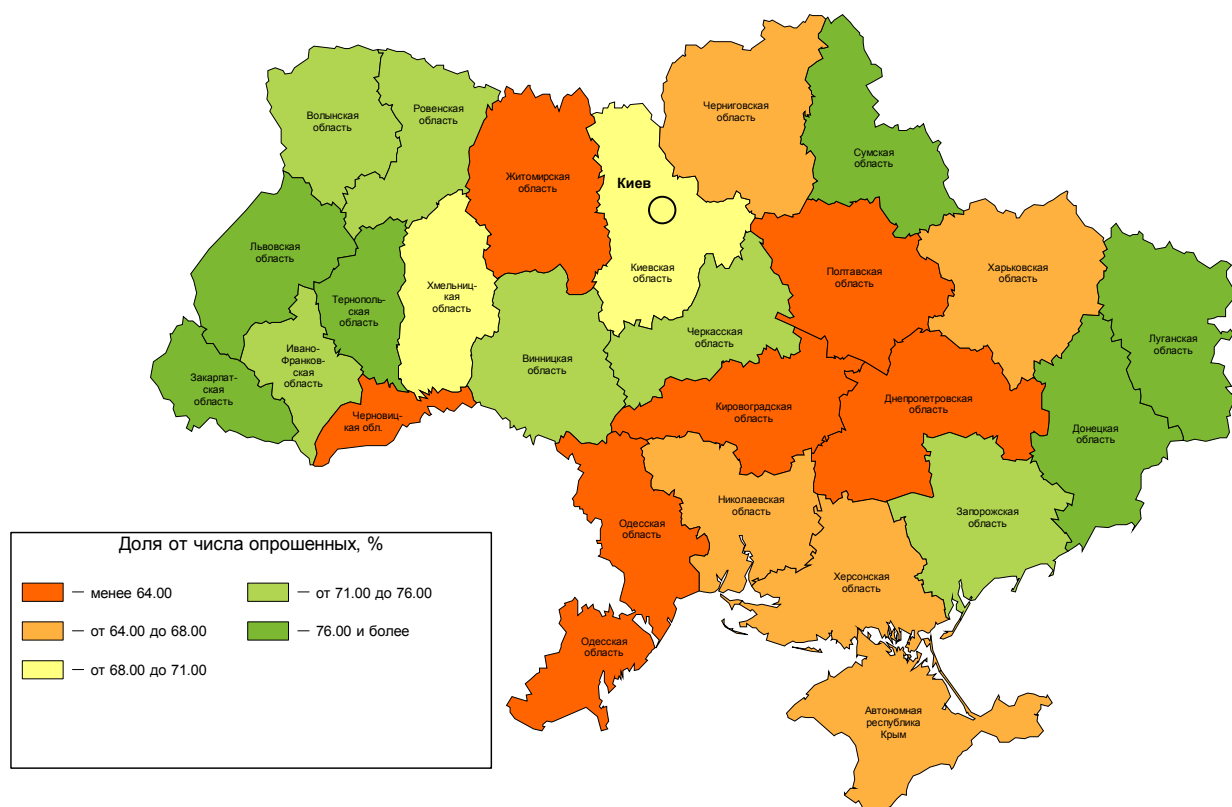 Волынская
область
Ровенская
область
Житомирская
область
Киев
Киевская
область
Черниговская
область
Сумская
область
Львовская
область
Тернополь-
ская
область
Хмельниц-
кая
область
Винницкая
область
Черкасская
область
Полтавская
область
Харьковская
область
Луганская
область
Закарпат-
ская
область
Ивано-
Франков-
ская
область
Черновиц-
кая обл.
Кировоградская
область
Днепропетровская
область
Донецкая
область
Одесская
область
Николаевская
область
Запорожская
область
Херсонская
область
Одесская
область
Автономная
республика
Крым
Доля от числа опрошенных, %
— менее 64.00
— от 64.00 до 68.00
— от 68.00 до 71.00
— от 71.00 до 76.00
— 76.00 и более